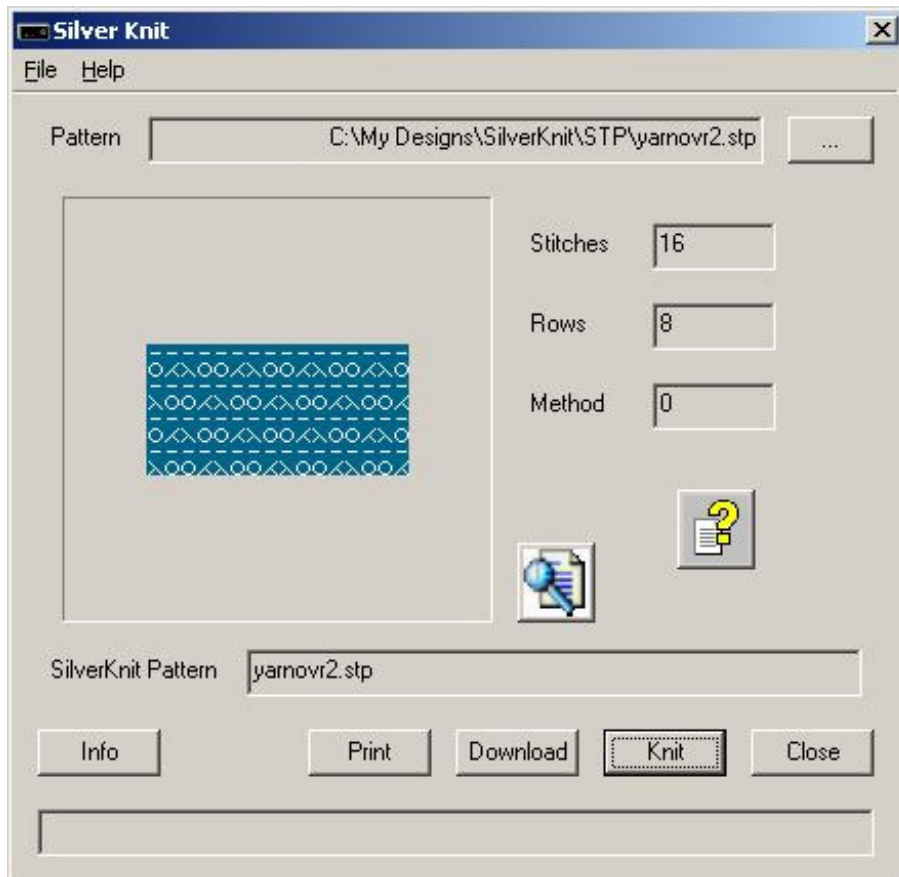 Silver Knit
File Help
Pattern C:\My Designs\SilverKnit\STP\yarnovr2.stp ...
Stitches 16
Rows 8
Method 0
SilverKnit Pattern yarnovr2.stp
Info Print Download Knit Close